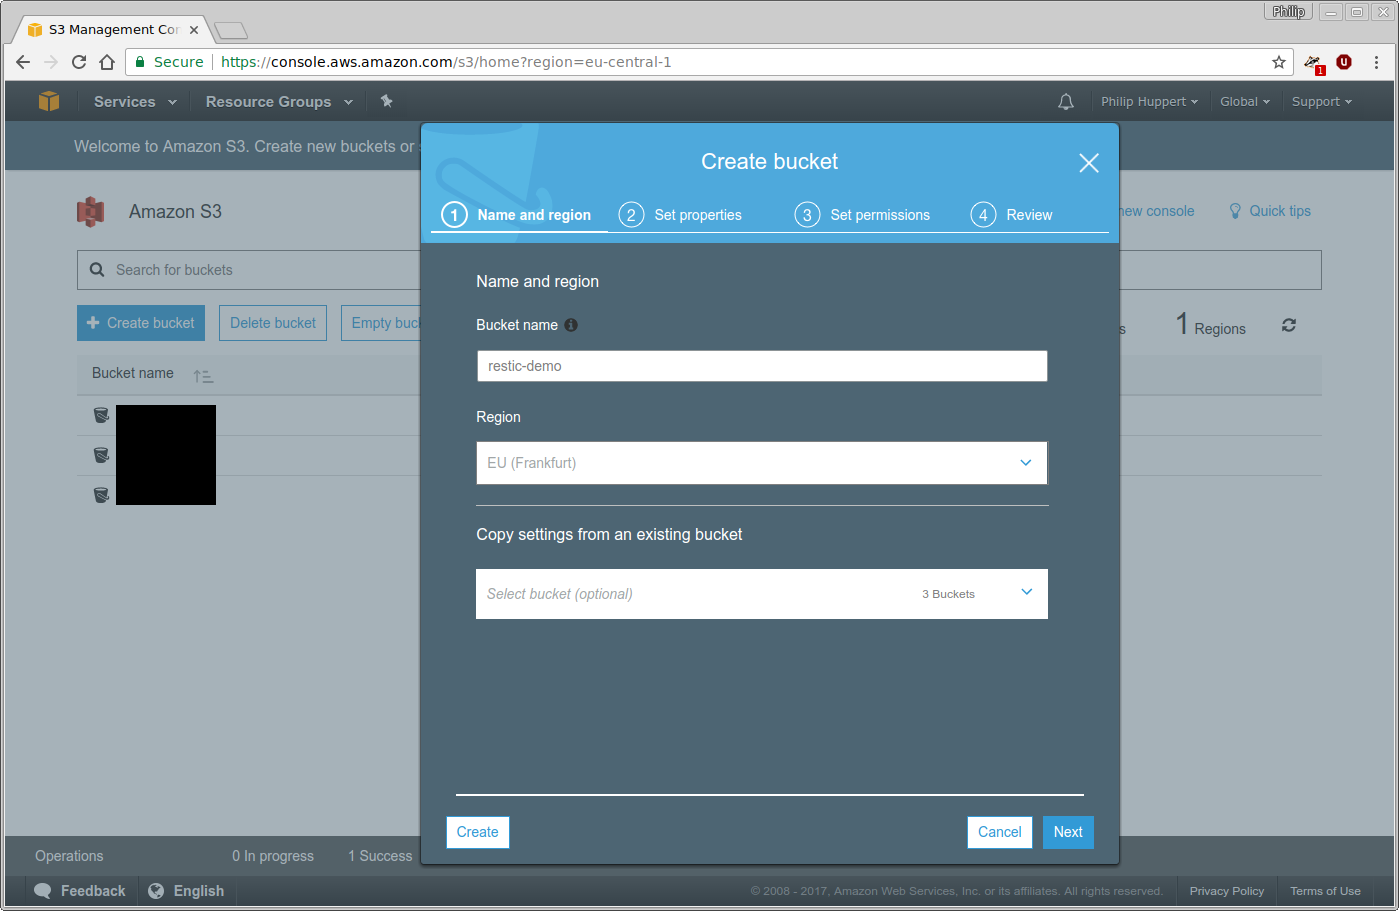 Philip
S3 Management Con
Secure https://console.aws.amazon.com/s3/home?region=eu-central-1
1
Services Resource Groups Philip Huppert Global Support
Welcome to Amazon S3. Create new buckets or
Create bucket
1 Name and region 2 Set properties 3 Set permissions 4 Review
Amazon S3
new console Quick tips
Search for buckets
Name and region
Create bucket Delete bucket Empty buck
Bucket name
1 Regions
restic-demo
Bucket name
Region
EU (Frankfurt)
Copy settings from an existing bucket
Select bucket (optional) 3 Buckets
Create Cancel Next
Operations 0 In progress 1 Success
Feedback English © 2008 - 2017, Amazon Web Services, Inc. or its affiliates. All rights reserved. Privacy Policy Terms of Use